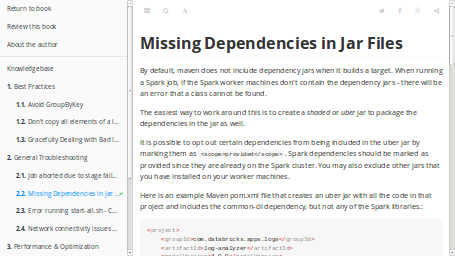 Return to book
Review this book
About the author
Knowledgebase
1. Best Practices
1.1. Avoid GroupByKey
1.2. Don't copy all elements of a l...
1.3. Gracefully Dealing with Bad I...
2. General Troubleshooting
2.1. Job aborted due to stage fail...
2.2. Missing Dependencies in Jar ...
2.3. Error running start-all.sh - C...
2.4. Network connectivity issues ...
3. Performance & Optimization
A
Missing Dependencies in Jar Files
By default, maven does not include dependency jars when it builds a target. When running
a Spark job, if the Spark worker machines don't contain the dependency jars - there will be
an error that a class cannot be found.
The easiest way to work around this is to create a shaded or uber jar to package the
dependencies in the jar as well.
It is possible to opt out certain dependencies from being included in the uber jar by
marking them as <scope>provided</scope>. Spark dependencies should be marked as
provided since they are already on the Spark cluster. You may also exclude other jars that
you have installed on your worker machines.
Here is an example Maven pom.xml file that creates an uber jar with all the code in that
project and includes the common-cli dependency, but not any of the Spark libraries.:
<project>
<groupId>com.databricks.apps.logs</groupId>
<artifactId>log-analyzer</artifactId>